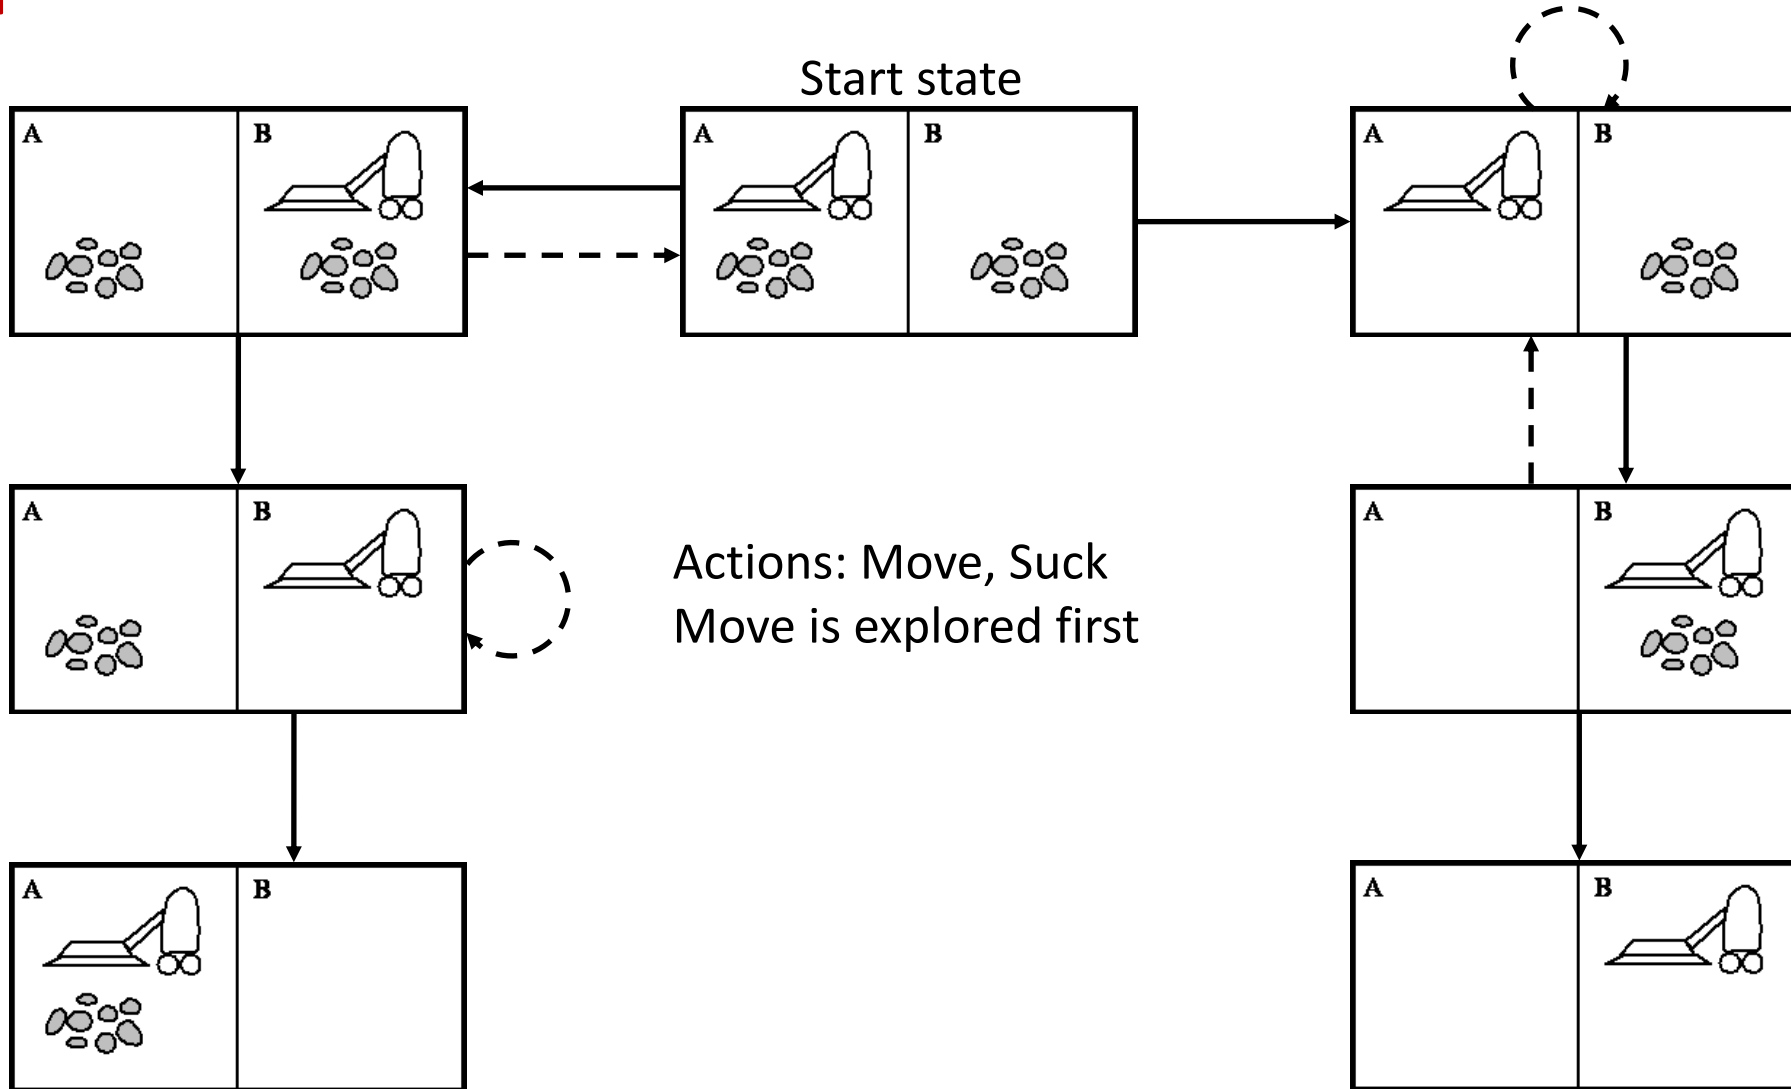 Start state
A B
A B
A B
A B
Actions: Move, Suck
Move is explored first
A B
A B
A B